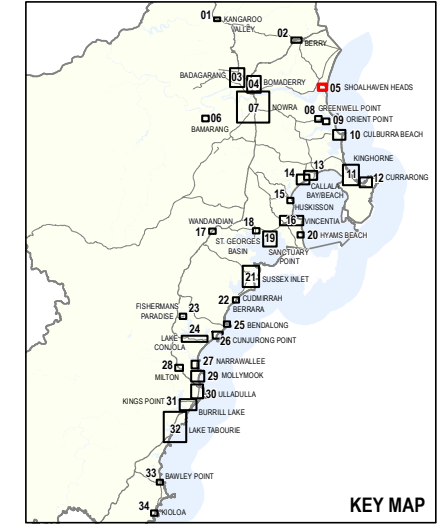 01 KANGAROO
VALLEY
02
BERRY
BADAGARANG 03
04 BOMADERRY
05 SHOALHAVEN HEADS
06
BAMARANG
07 NOWRA
08 GREENWELL POINT
09 ORIENT POINT
10 CULBURRA BEACH
KINGHORNE
11
12 CURRARONG
13
14 CALLALA
BAY/BEACH
15
HUSKISSON
16 VINCENTIA
WANDANDIAN
17
18
ST. GEORGES
BASIN
19
SANCTUARY
POINT
20 HYAMS BEACH
21 SUSSEX INLET
22 CUDMIRRAH
BERRARA
FISHERMANS
PARADISE
23
24
LAKE
CONJOLA
25 BENDALONG
26 CUNJURONG POINT
27 NARRAWALLEE
28
MILTON
29 MOLLYMOOK
30 ULLADULLA
KINGS POINT 31
BURRILL LAKE
32 LAKE TABOURIE
33 BAWLEY POINT
34 KIOLOA
KEY MAP